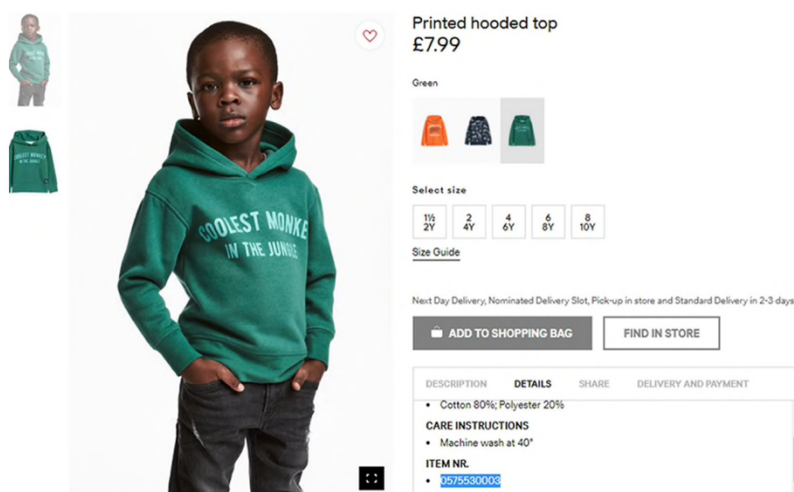 Printed hooded top
£7.99
Green
COOLEST MONKE
IN THE JUNGLE
Select size
1½
2Y
2
4Y
4
6Y
6
8Y
8
10Y
Size Guide
Next Day Delivery, Nominated Delivery Slot, Pick-up in store and Standard Delivery in 2-3 days
ADD TO SHOPPING BAG
FIND IN STORE
DESCRIPTION DETAILS SHARE DELIVERY AND PAYMENT
• Cotton 80%; Polyester 20%
CARE INSTRUCTIONS
• Machine wash at 40°
ITEM NR.
• 0575530003